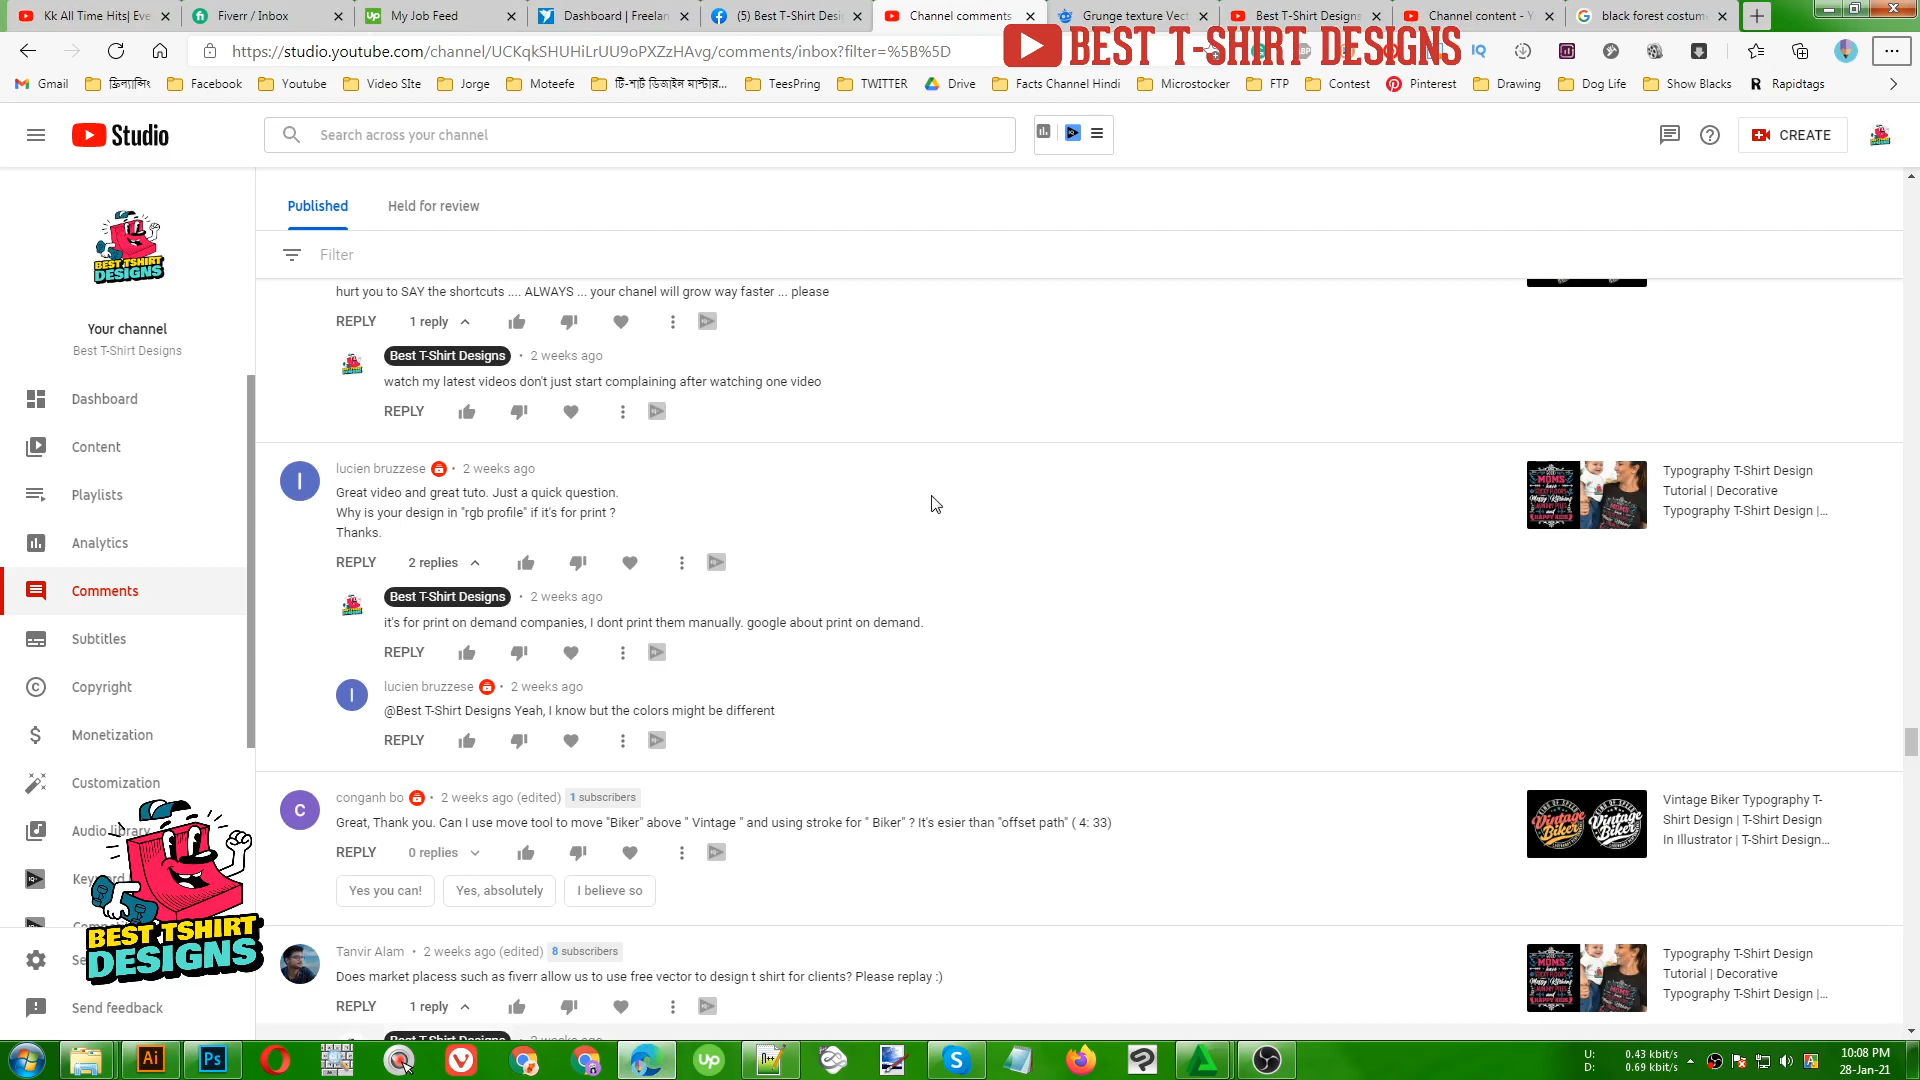 Kk All Time Hits| Eve
Fiverr / Inbox
My Job Feed
Dashboard | Freelan
(5) Best T-Shirt Desi
Channel comments
Grunge texture Vect
Best T-Shirt Designs
Channel content - Y
black forest costum
https://studio.youtube.com/channel/UCKqkSHUHiLrUU9oPXZzHAvg/comments/inbox?filter=%5B%5D
BEST T-SHIRT DESIGNS
Gmail
ফ্রিল্যান্সিং
Facebook
Youtube
Video SIte
Jorge
Moteefe
টি-শার্ট ডিজাইন মাস্টার...
TeesPring
TWITTER
Drive
Facts Channel Hindi
Microstocker
FTP
Contest
Pinterest
Drawing
Dog Life
Show Blacks
Rapidtags
Studio
Search across your channel
CREATE
BEST TSHIRT
DESIGNS
Your channel
Best T-Shirt Designs
Dashboard
Content
Playlists
Analytics
Comments
Subtitles
Copyright
Monetization
Customization
Audio library
Send feedback
BEST TSHIRT
DESIGNS
Published
Held for review
Filter
hurt you to SAY the shortcuts .... ALWAYS ... your chanel will grow way faster ... please
REPLY 1 reply
Best T-Shirt Designs • 2 weeks ago
watch my latest videos don't just start complaining after watching one video
REPLY
lucien bruzzese • 2 weeks ago
Great video and great tuto. Just a quick question.
Why is your design in "rgb profile" if it's for print ?
Thanks.
REPLY 2 replies
Best T-Shirt Designs • 2 weeks ago
it's for print on demand companies, I dont print them manually. google about print on demand.
REPLY
lucien bruzzese • 2 weeks ago
@Best T-Shirt Designs Yeah, I know but the colors might be different
REPLY
conganh bo • 2 weeks ago (edited) 1 subscribers
Great, Thank you. Can I use move tool to move "Biker" above " Vintage " and using stroke for " Biker" ? It's esier than "offset path" ( 4: 33)
REPLY 0 replies
Yes you can!
Yes, absolutely
I believe so
Tanvir Alam • 2 weeks ago (edited) 8 subscribers
Does market placess such as fiverr allow us to use free vector to design t shirt for clients? Please replay :)
REPLY 1 reply
Best T-Shirt Designs 2 weeks ago
Typography T-Shirt Design
Tutorial | Decorative
Typography T-Shirt Design |...
Vintage Biker Typography T-
Shirt Design | T-Shirt Design
In Illustrator | T-Shirt Design...
Typography T-Shirt Design
Tutorial | Decorative
Typography T-Shirt Design |...
U: 0.43 kbit/s
D: 0.69 kbit/s
10:08 PM
28-Jan-21